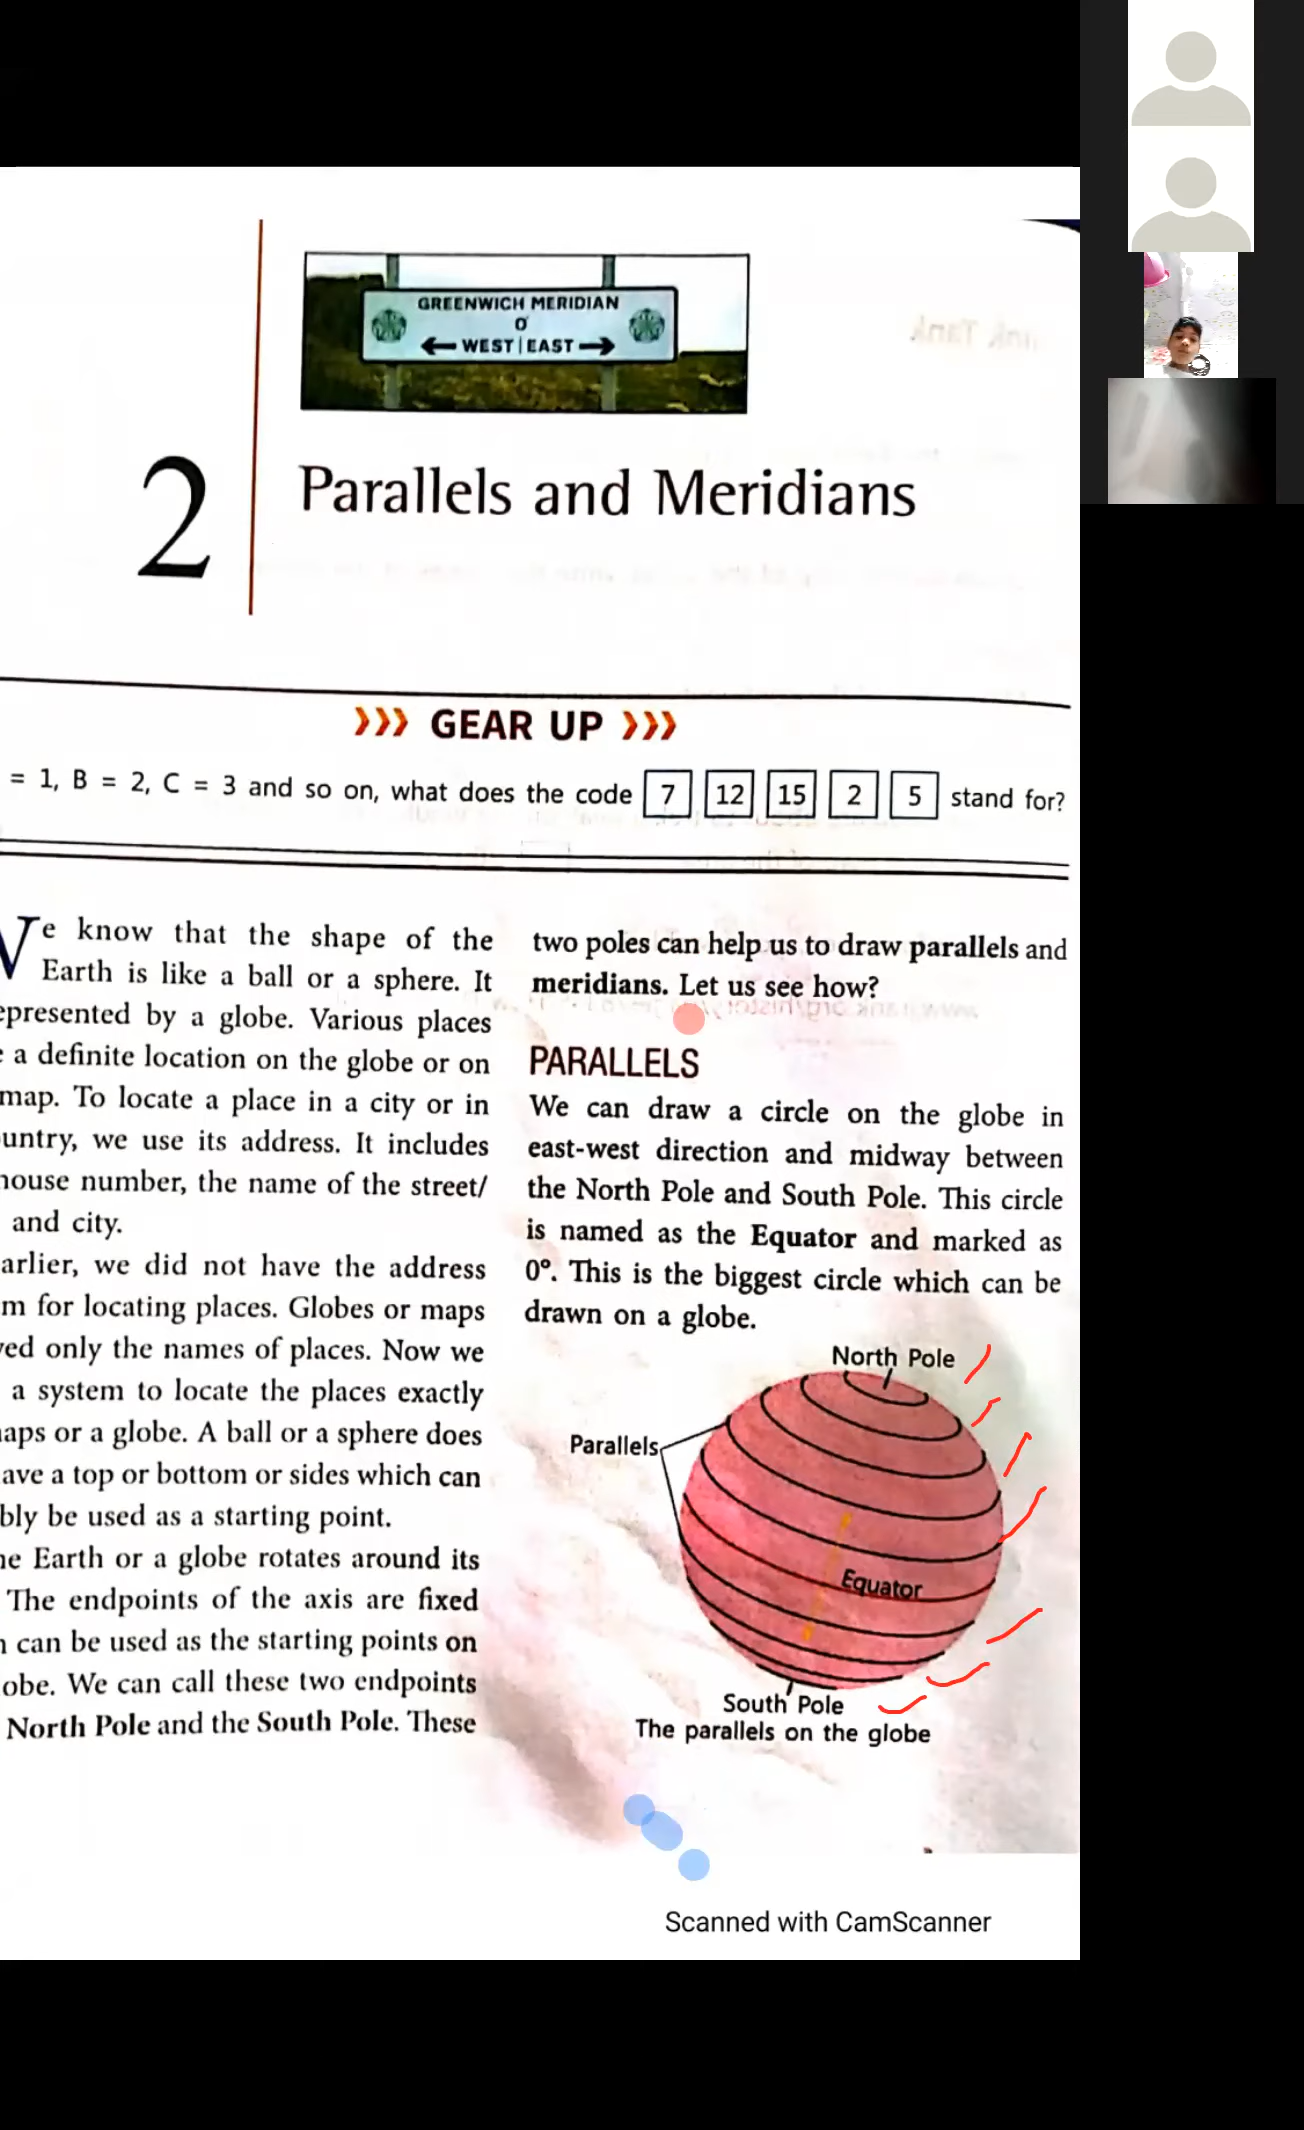 GREENWICH MERIDIAN
0°
WEST | EAST
2
Parallels and Meridians
››› GEAR UP ›››
= 1, B = 2, C = 3 and so on, what does the code 7 12 15 2 5 stand for?
We know that the shape of the
Earth is like a ball or a sphere. It
epresented by a globe. Various places
e a definite location on the globe or on
map. To locate a place in a city or in
untry, we use its address. It includes
house number, the name of the street/
and city.
arlier, we did not have the address
m for locating places. Globes or maps
ved only the names of places. Now we
a system to locate the places exactly
aps or a globe. A ball or a sphere does
ave a top or bottom or sides which can
bly be used as a starting point.
he Earth or a globe rotates around its
The endpoints of the axis are fixed
h can be used as the starting points on
obe. We can call these two endpoints
North Pole and the South Pole. These
two poles can help us to draw parallels and
meridians. Let us see how?
PARALLELS
We can draw a circle on the globe in
east-west direction and midway between
the North Pole and South Pole. This circle
is named as the Equator and marked as
0°. This is the biggest circle which can be
drawn on a globe.
North Pole
Parallels
Equator
South Pole
The parallels on the globe
Scanned with CamScanner